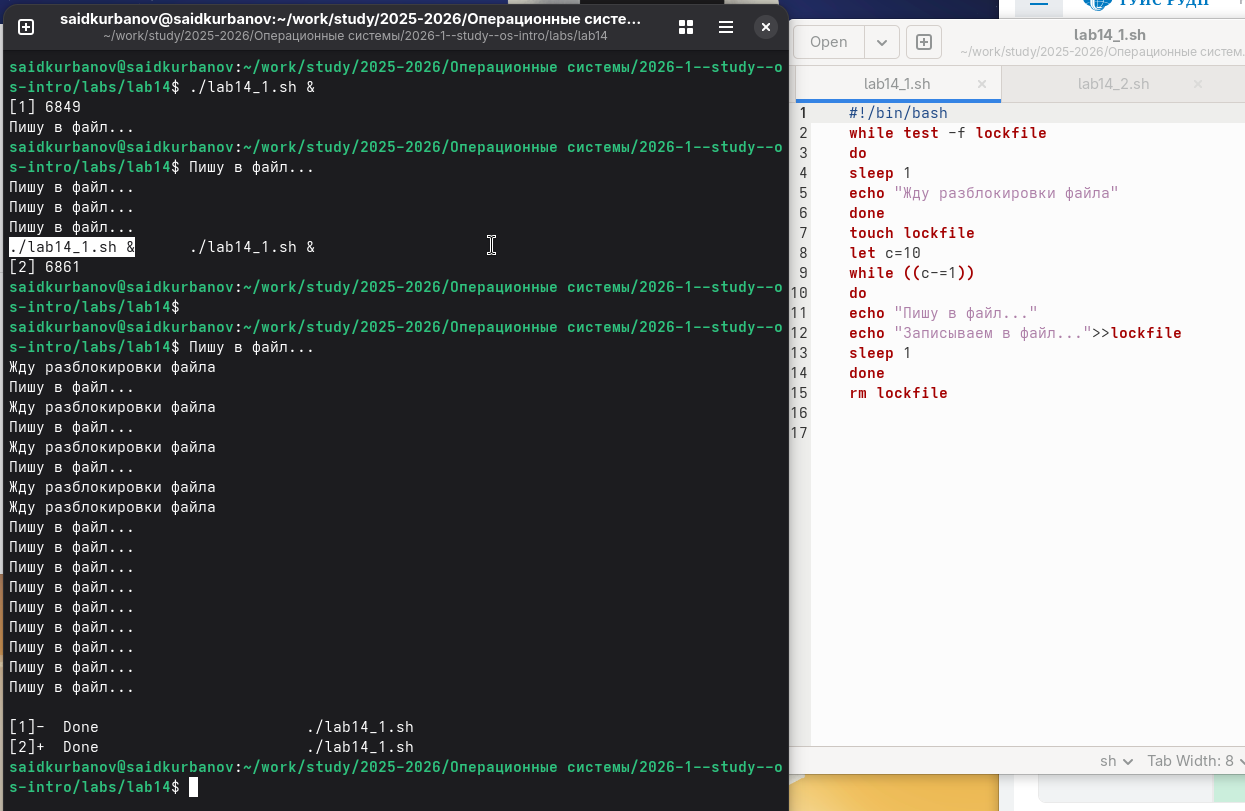 saidkurbanov@saidkurbanov:~/work/study/2025-2026/Операционные систе...
~/work/study/2025-2026/Операционные системы/2026-1--study--os-intro/labs/lab14
saidkurbanov@saidkurbanov:~/work/study/2025-2026/Операционные системы/2026-1--study--o
s-intro/labs/lab14$ ./lab14_1.sh &
[1] 6849
Пишу в файл...
saidkurbanov@saidkurbanov:~/work/study/2025-2026/Операционные системы/2026-1--study--o
s-intro/labs/lab14$ Пишу в файл...
Пишу в файл...
Пишу в файл...
Пишу в файл...
./lab14_1.sh &      ./lab14_1.sh &
[2] 6861
saidkurbanov@saidkurbanov:~/work/study/2025-2026/Операционные системы/2026-1--study--o
s-intro/labs/lab14$
saidkurbanov@saidkurbanov:~/work/study/2025-2026/Операционные системы/2026-1--study--o
s-intro/labs/lab14$ Пишу в файл...
Жду разблокировки файла
Пишу в файл...
Жду разблокировки файла
Пишу в файл...
Жду разблокировки файла
Пишу в файл...
Жду разблокировки файла
Жду разблокировки файла
Пишу в файл...
Пишу в файл...
Пишу в файл...
Пишу в файл...
Пишу в файл...
Пишу в файл...
Пишу в файл...
Пишу в файл...
Пишу в файл...
[1]-  Done                       ./lab14_1.sh
[2]+  Done                       ./lab14_1.sh
saidkurbanov@saidkurbanov:~/work/study/2025-2026/Операционные системы/2026-1--study--o
s-intro/labs/lab14$
ТУИС РУДН
Open
lab14_1.sh
~/work/study/2025-2026/Операционные систем...
lab14_1.sh
lab14_2.sh
1 #!/bin/bash
2 while test -f lockfile
3 do
4 sleep 1
5 echo "Жду разблокировки файла"
6 done
7 touch lockfile
8 let c=10
9 while ((c-=1))
10 do
11 echo "Пишу в файл..."
12 echo "Записываем в файл...">>lockfile
13 sleep 1
14 done
15 rm lockfile
16
17
sh
Tab Width: 8